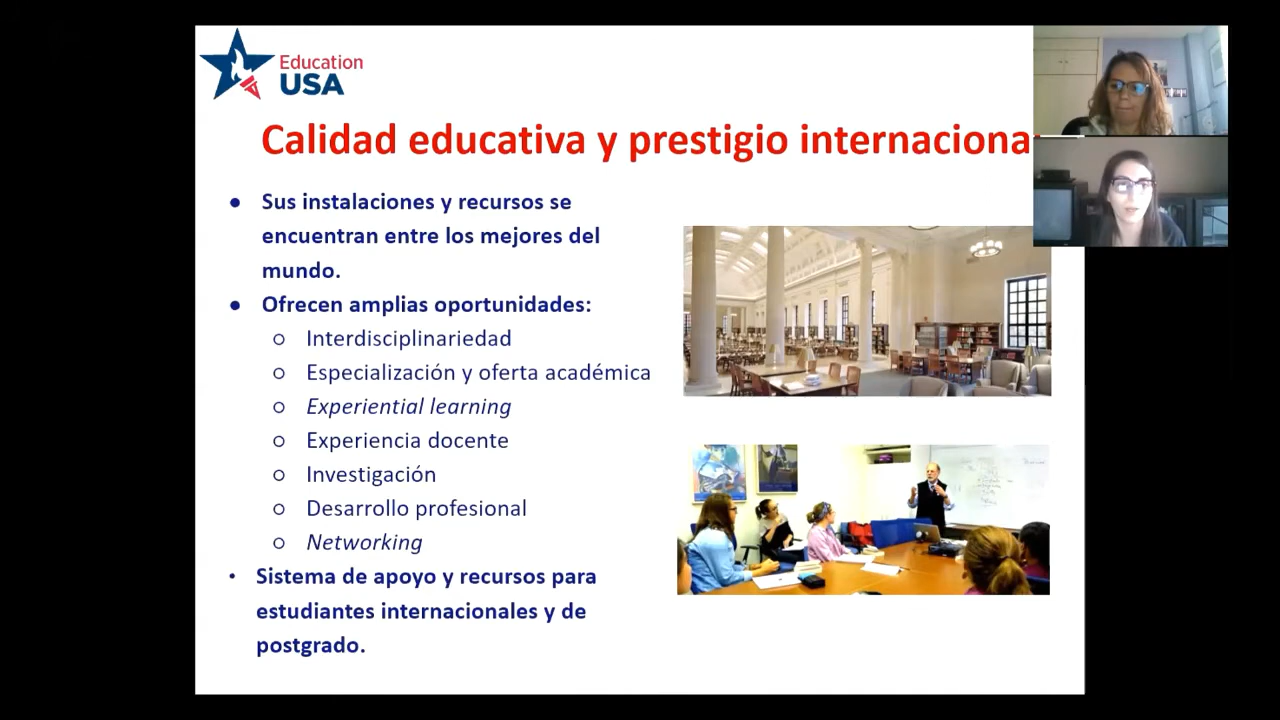 Education
USA
Calidad educativa y prestigio internaciona
● Sus instalaciones y recursos se
encuentran entre los mejores del
mundo.
● Ofrecen amplias oportunidades:
○ Interdisciplinariedad
○ Especialización y oferta académica
○ Experiential learning
○ Experiencia docente
○ Investigación
○ Desarrollo profesional
○ Networking
• Sistema de apoyo y recursos para
estudiantes internacionales y de
postgrado.